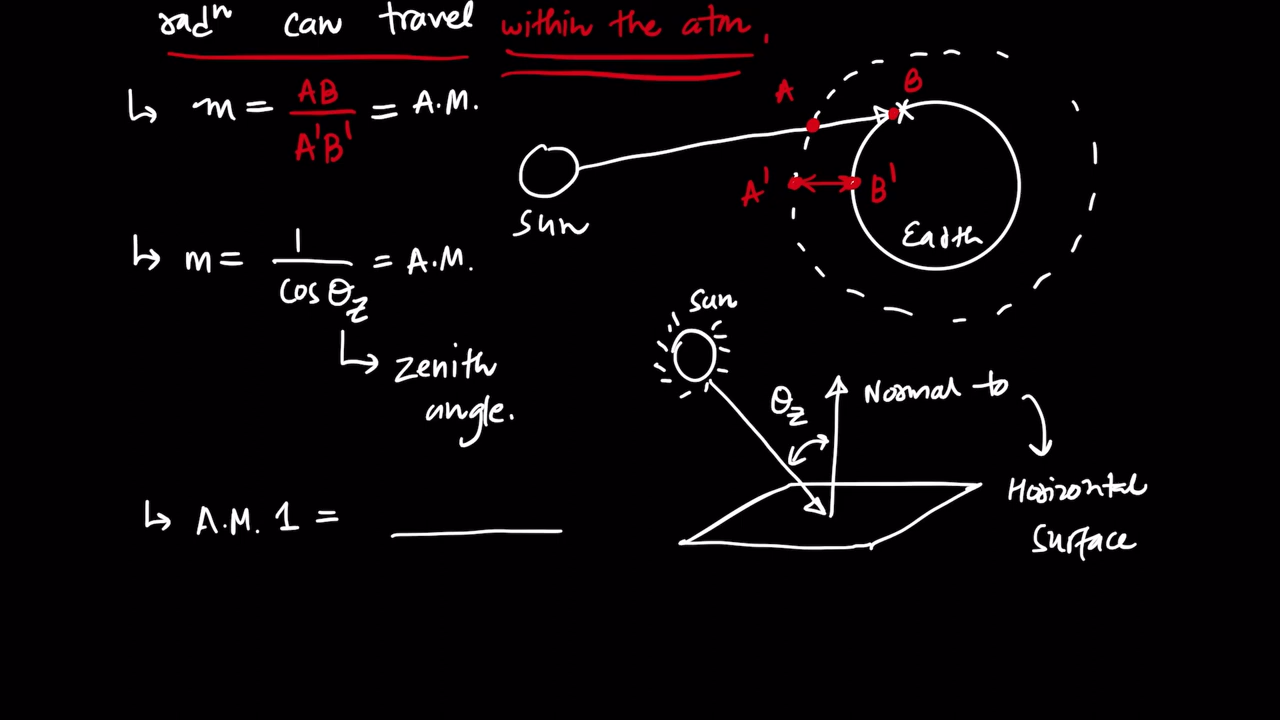 radⁿ can travel within the atm.
↳ m = AB / A'B' = A.M.
A
B
A'
B'
Sun
Earth
↳ m = 1 / cos θz = A.M.
↳ Zenith
angle.
Sun
θz
Normal to
Horizontal
Surface
↳ A.M. 1 =